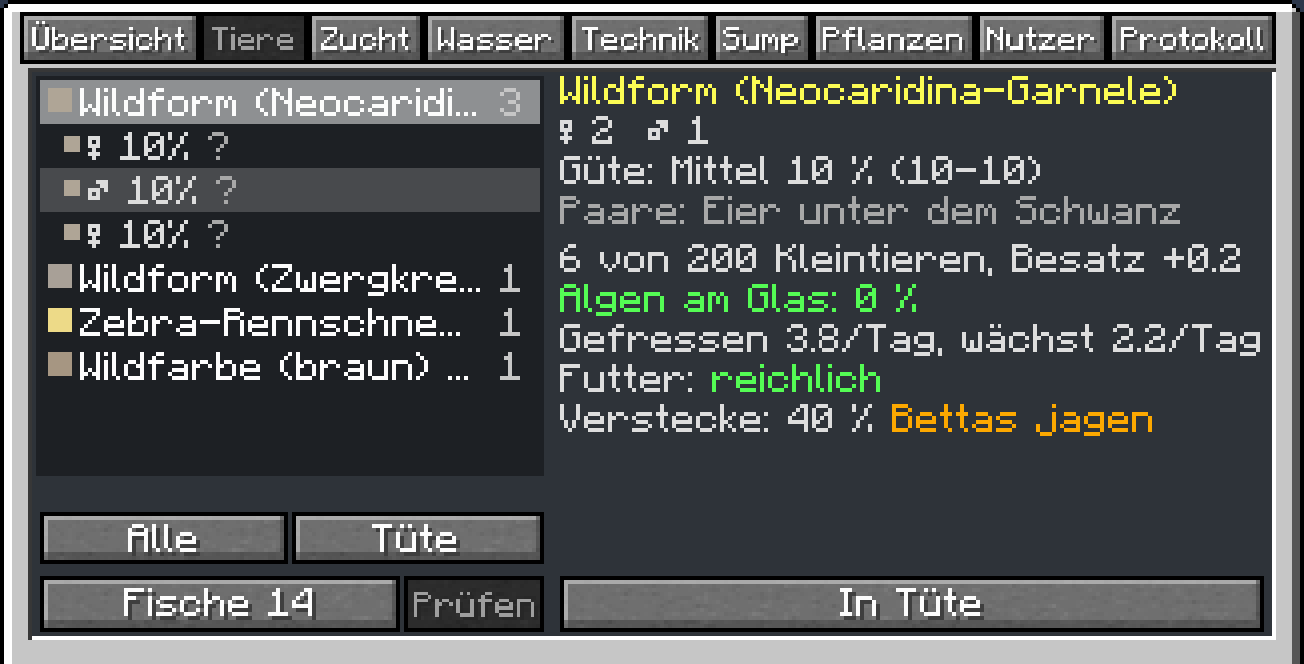 Übersicht Tiere Zucht Wasser Technik Sump Pflanzen Nutzer Protokoll
Wildform (Neocaridi... 3
♀ 10% ?
♂ 10% ?
♀ 10% ?
Wildform (Zwergkre... 1
Zebra-Rennschne... 1
Wildfarbe (braun) ... 1
Alle Tüte
Fische 14 Prüfen
Wildform (Neocaridina-Garnele)
♀ 2 ♂ 1
Güte: Mittel 10 % (10-10)
Paare: Eier unter dem Schwanz
6 von 200 Kleintieren, Besatz +0.2
Algen am Glas: 0 %
Gefressen 3.8/Tag, wächst 2.2/Tag
Futter: reichlich
Verstecke: 40 % Bettas jagen
In Tüte